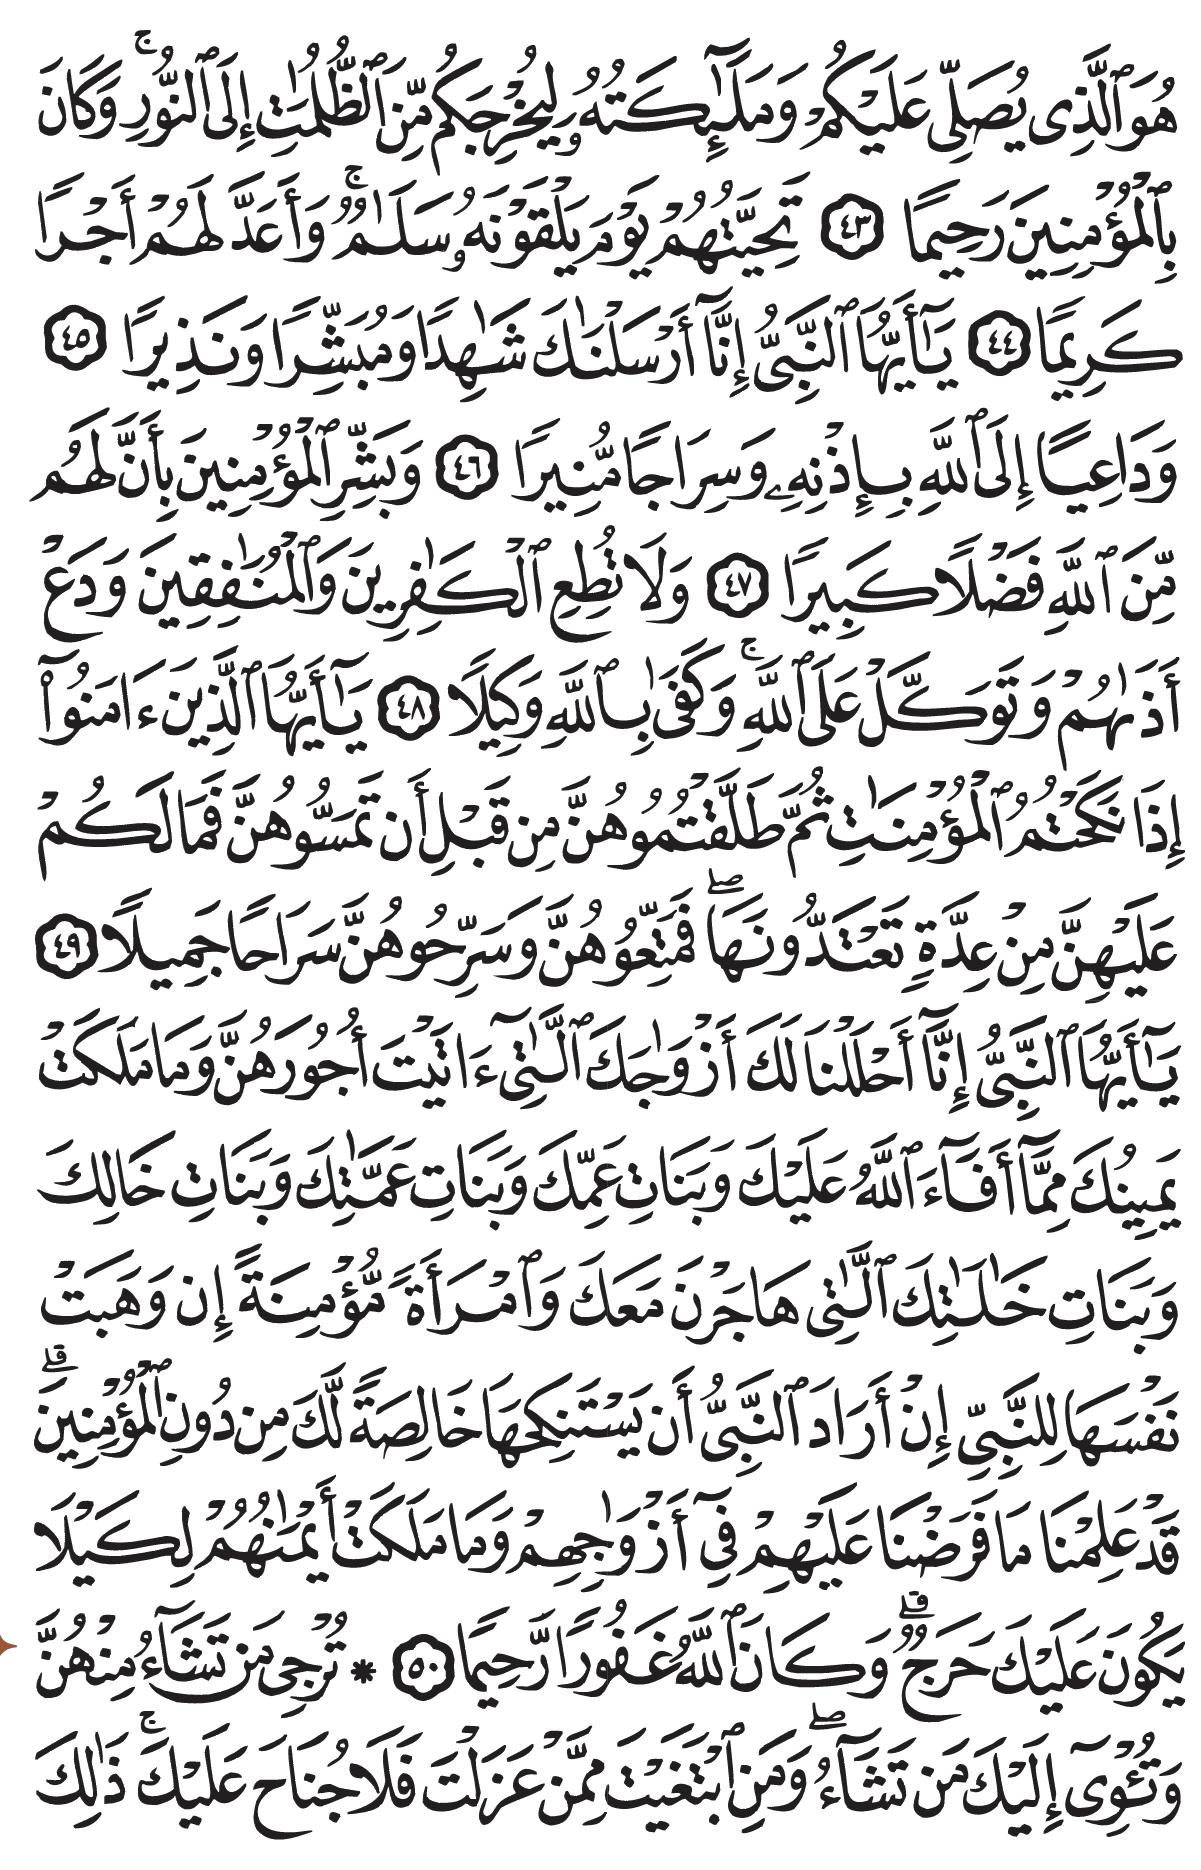 هُوَ ٱلَّذِى يُصَلِّى عَلَيْكُمْ وَمَلَـٰٓئِكَتُهُۥ لِيُخْرِجَكُم مِّنَ ٱلظُّلُمَـٰتِ إِلَى ٱلنُّورِ ۚ وَكَانَ
بِٱلْمُؤْمِنِينَ رَحِيمًا ٤٣ تَحِيَّتُهُمْ يَوْمَ يَلْقَوْنَهُۥ سَلَـٰمٌ ۚ وَأَعَدَّ لَهُمْ أَجْرًا
كَرِيمًا ٤٤ يَـٰٓأَيُّهَا ٱلنَّبِىُّ إِنَّآ أَرْسَلْنَـٰكَ شَـٰهِدًا وَمُبَشِّرًا وَنَذِيرًا ٤٥
وَدَاعِيًا إِلَى ٱللَّهِ بِإِذْنِهِۦ وَسِرَاجًا مُّنِيرًا ٤٦ وَبَشِّرِ ٱلْمُؤْمِنِينَ بِأَنَّ لَهُم
مِّنَ ٱللَّهِ فَضْلًا كَبِيرًا ٤٧ وَلَا تُطِعِ ٱلْكَـٰفِرِينَ وَٱلْمُنَـٰفِقِينَ وَدَعْ
أَذَىٰهُمْ وَتَوَكَّلْ عَلَى ٱللَّهِ ۚ وَكَفَىٰ بِٱللَّهِ وَكِيلًا ٤٨ يَـٰٓأَيُّهَا ٱلَّذِينَ ءَامَنُوٓا۟
إِذَا نَكَحْتُمُ ٱلْمُؤْمِنَـٰتِ ثُمَّ طَلَّقْتُمُوهُنَّ مِن قَبْلِ أَن تَمَسُّوهُنَّ فَمَا لَكُمْ
عَلَيْهِنَّ مِنْ عِدَّةٍ تَعْتَدُّونَهَا ۖ فَمَتِّعُوهُنَّ وَسَرِّحُوهُنَّ سَرَاحًا جَمِيلًا ٤٩
يَـٰٓأَيُّهَا ٱلنَّبِىُّ إِنَّآ أَحْلَلْنَا لَكَ أَزْوَٰجَكَ ٱلَّـٰتِىٓ ءَاتَيْتَ أُجُورَهُنَّ وَمَا مَلَكَتْ
يَمِينُكَ مِمَّآ أَفَآءَ ٱللَّهُ عَلَيْكَ وَبَنَاتِ عَمِّكَ وَبَنَاتِ عَمَّـٰتِكَ وَبَنَاتِ خَالِكَ
وَبَنَاتِ خَـٰلَـٰتِكَ ٱلَّـٰتِى هَاجَرْنَ مَعَكَ وَٱمْرَأَةً مُّؤْمِنَةً إِن وَهَبَتْ
نَفْسَهَا لِلنَّبِىِّ إِنْ أَرَادَ ٱلنَّبِىُّ أَن يَسْتَنكِحَهَا خَالِصَةً لَّكَ مِن دُونِ ٱلْمُؤْمِنِينَ ۗ
قَدْ عَلِمْنَا مَا فَرَضْنَا عَلَيْهِمْ فِىٓ أَزْوَٰجِهِمْ وَمَا مَلَكَتْ أَيْمَـٰنُهُمْ لِكَيْلَا
يَكُونَ عَلَيْكَ حَرَجٌ ۗ وَكَانَ ٱللَّهُ غَفُورًا رَّحِيمًا ٥٠ * تُرْجِى مَن تَشَآءُ مِنْهُنَّ
وَتُـْٔوِىٓ إِلَيْكَ مَن تَشَآءُ ۖ وَمَنِ ٱبْتَغَيْتَ مِمَّنْ عَزَلْتَ فَلَا جُنَاحَ عَلَيْكَ ۚ ذَٰلِكَ